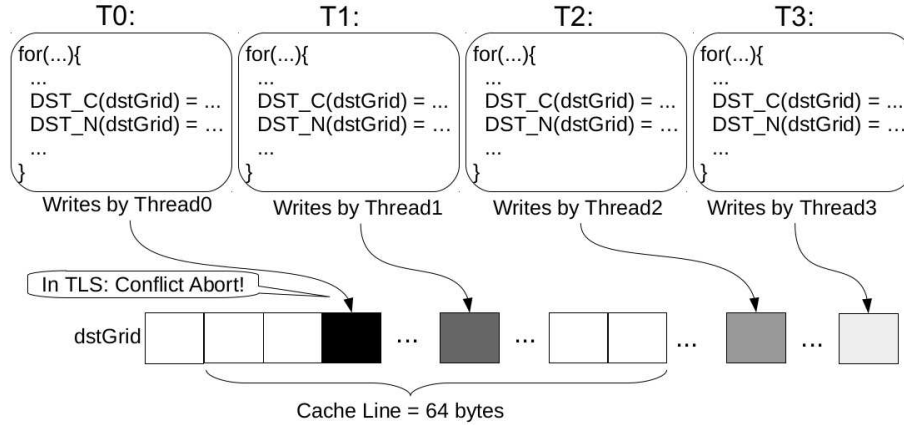 T0:
T1:
T2:
T3:
for(...){
...
DST_C(dstGrid) = ...
DST_N(dstGrid) = ...
...
}
for(...){
...
DST_C(dstGrid) = ...
DST_N(dstGrid) = ...
...
}
for(...){
...
DST_C(dstGrid) = ...
DST_N(dstGrid) = ...
...
}
for(...){
...
DST_C(dstGrid) = ...
DST_N(dstGrid) = ...
...
}
Writes by Thread0
Writes by Thread1
Writes by Thread2
Writes by Thread3
In TLS: Conflict Abort!
dstGrid
...
...
...
...
Cache Line = 64 bytes